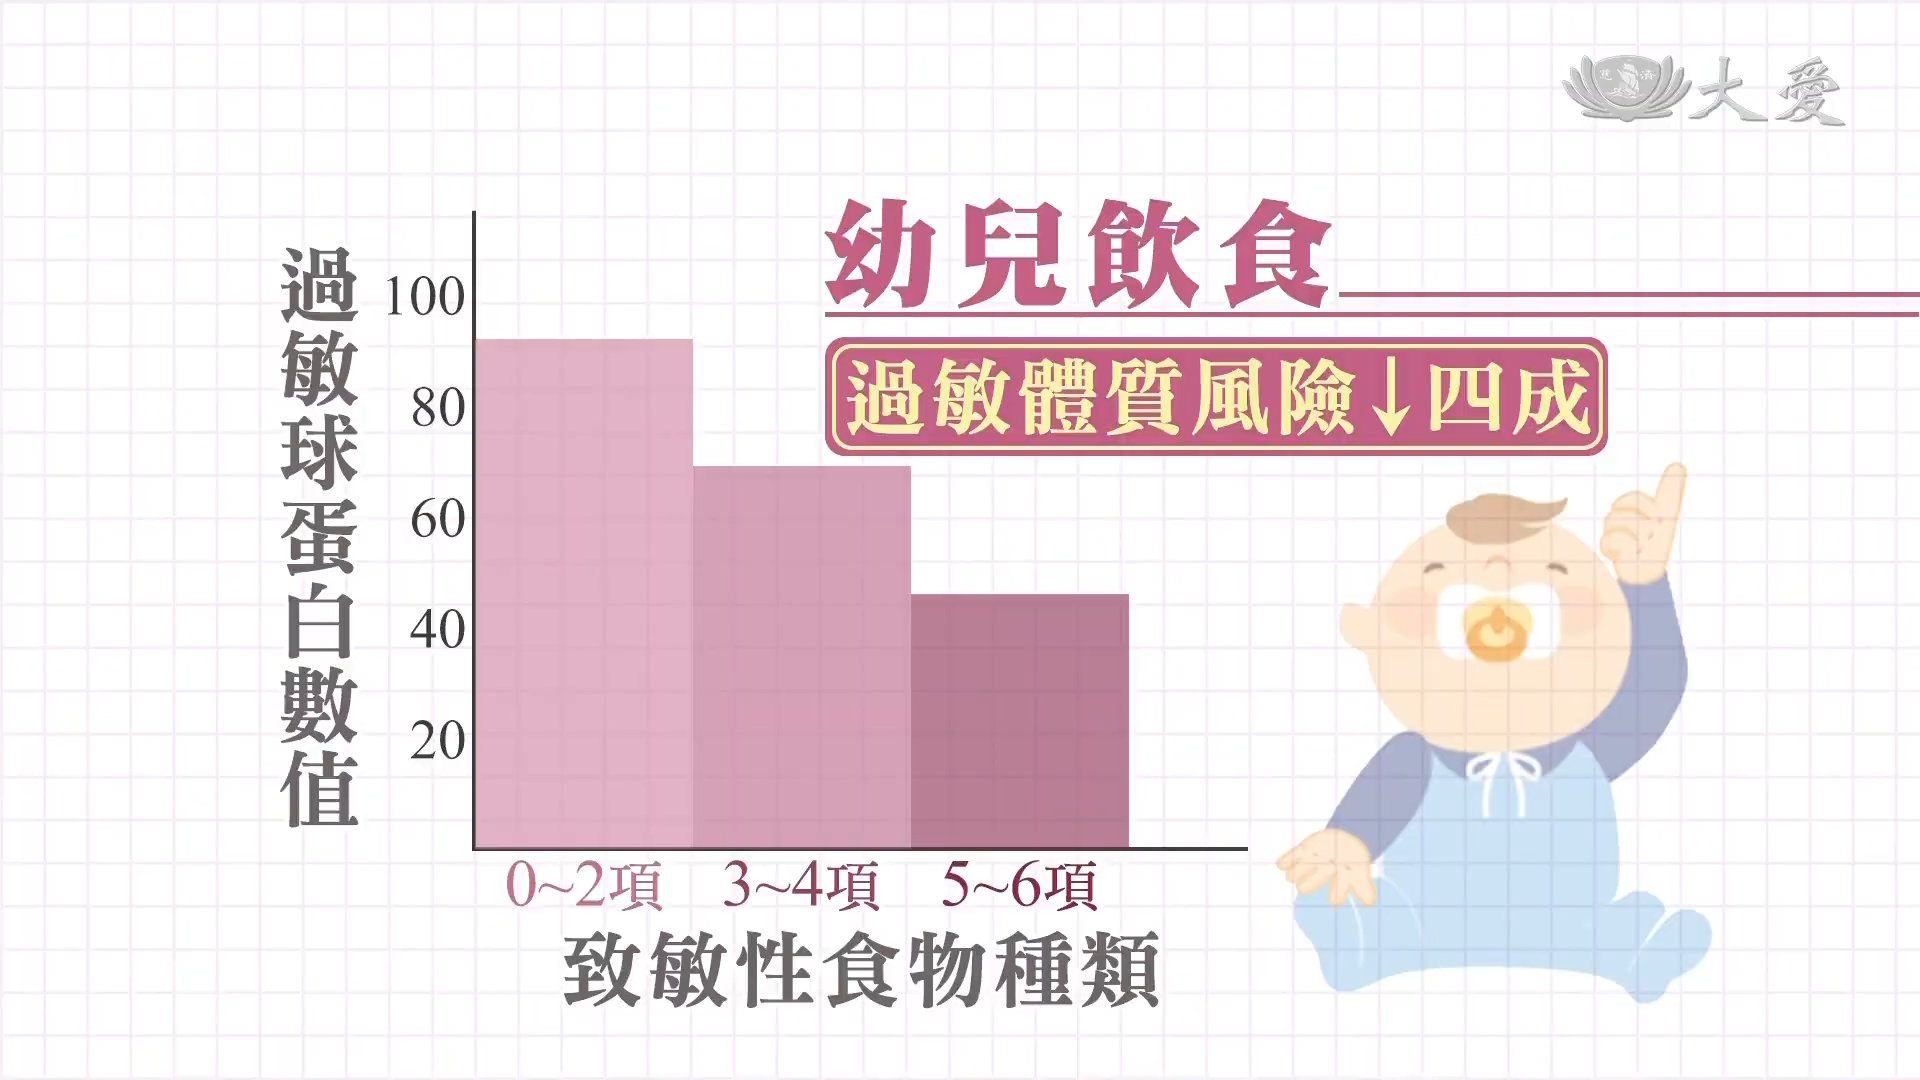 大愛
幼兒飲食
過敏體質風險↓四成
過敏球蛋白數值
100
80
60
40
20
0~2項
3~4項
5~6項
致敏性食物種類